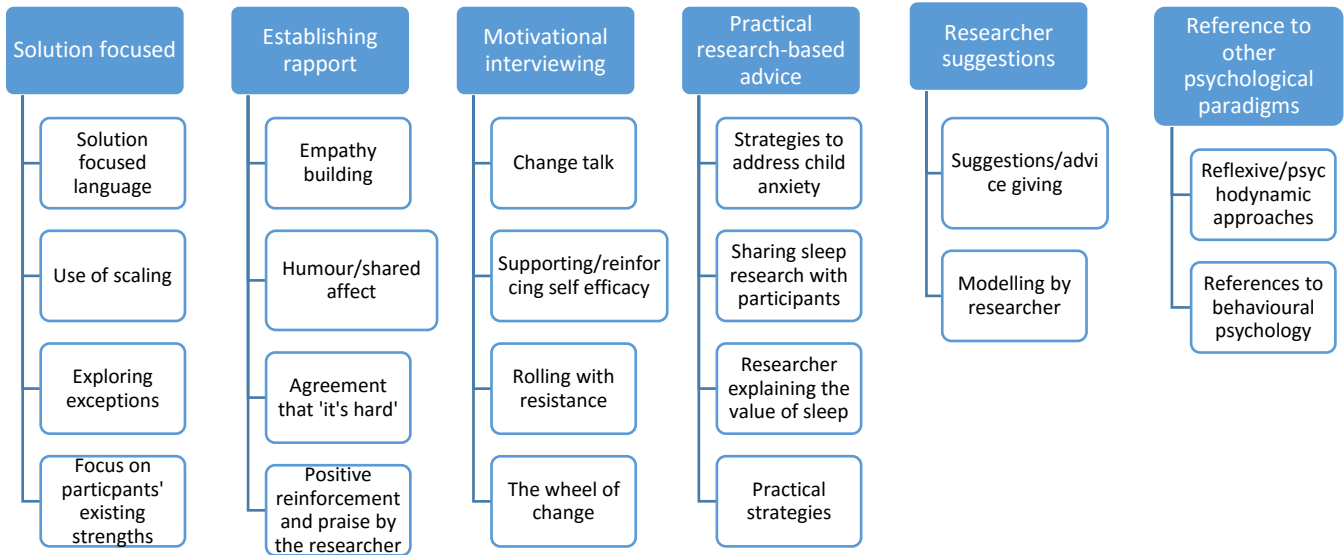 Solution focused
Solution
focused
language
Use of scaling
Exploring
exceptions
Focus on
particpants'
existing
strengths
Establishing
rapport
Empathy
building
Humour/shared
affect
Agreement
that 'it's hard'
Positive
reinforcement
and praise by
the researcher
Motivational
interviewing
Change talk
Supporting/reinfor
cing self efficacy
Rolling with
resistance
The wheel of
change
Practical
research-based
advice
Strategies to
address child
anxiety
Sharing sleep
research with
participants
Researcher
explaining the
value of sleep
Practical
strategies
Researcher
suggestions
Suggestions/advi
ce giving
Modelling by
researcher
Reference to
other
psychological
paradigms
Reflexive/psyc
hodynamic
approaches
References to
behavioural
psychology